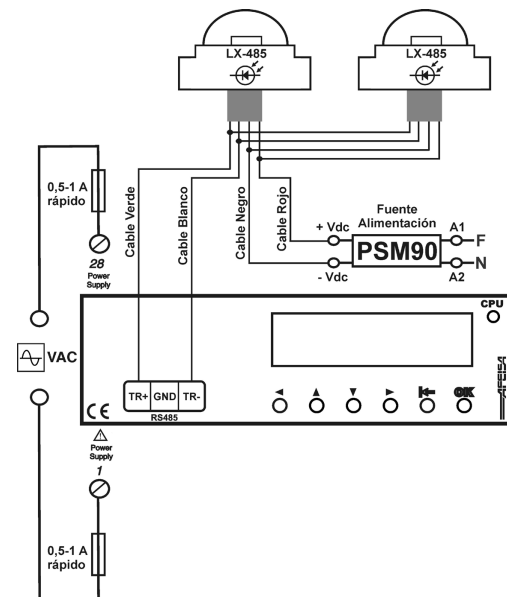 LX-485
LX-485
0,5-1 A
rápido
Cable Verde
Cable Blanco
Cable Negro
Cable Rojo
Fuente
Alimentación
+ Vdc
A1
PSM90
F
N
- Vdc
A2
28
Power
Supply
CPU
VAC
AFEISA
TR+ GND TR-
RS485
OK
CE
Power
Supply
1
0,5-1 A
rápido